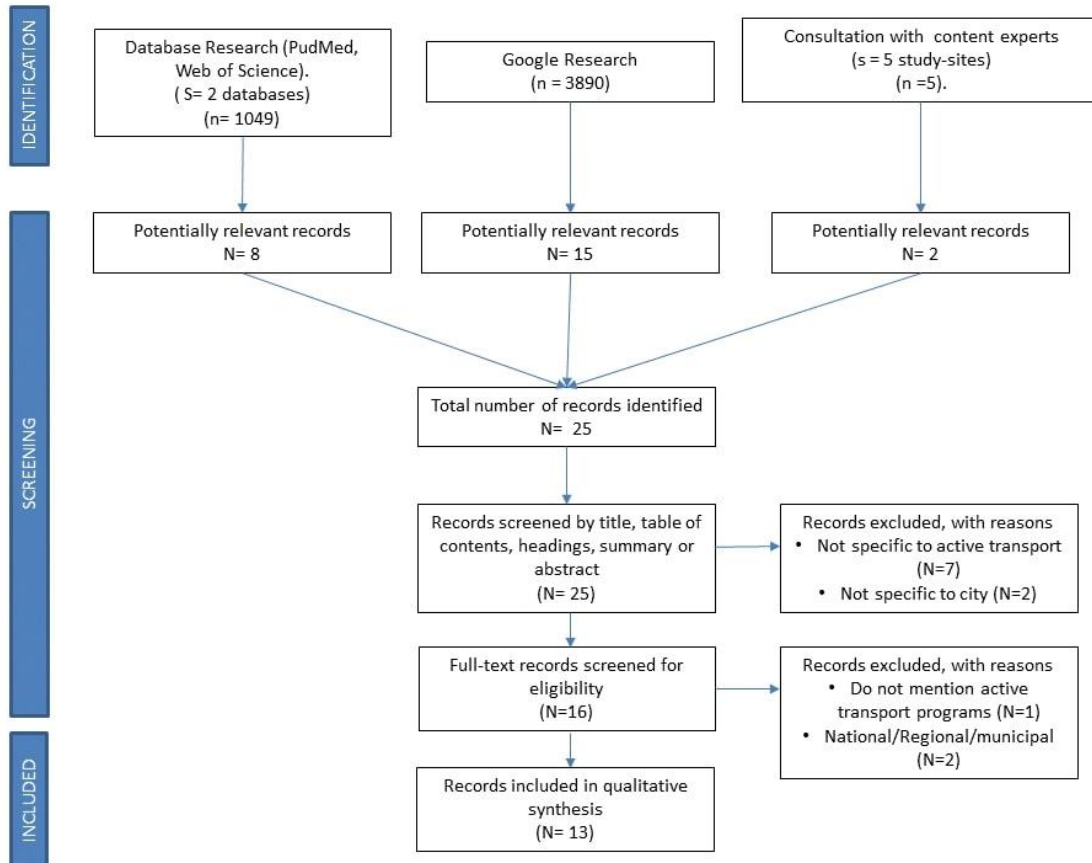 IDENTIFICATION
Database Research (PudMed,
Web of Science).
( S= 2 databases)
(n= 1049)
Google Research
(n = 3890)
Consultation with content experts
(s = 5 study-sites)
(n =5).
SCREENING
Potentially relevant records
N= 8
Potentially relevant records
N= 15
Potentially relevant records
N= 2
Total number of records identified
N= 25
Records screened by title, table of
contents, headings, summary or
abstract
(N= 25)
Records excluded, with reasons
• Not specific to active transport
(N=7)
• Not specific to city (N=2)
Full-text records screened for
eligibility
(N=16)
Records excluded, with reasons
• Do not mention active
transport programs (N=1)
• National/Regional/municipal
(N=2)
INCLUDED
Records included in qualitative
synthesis
(N= 13)